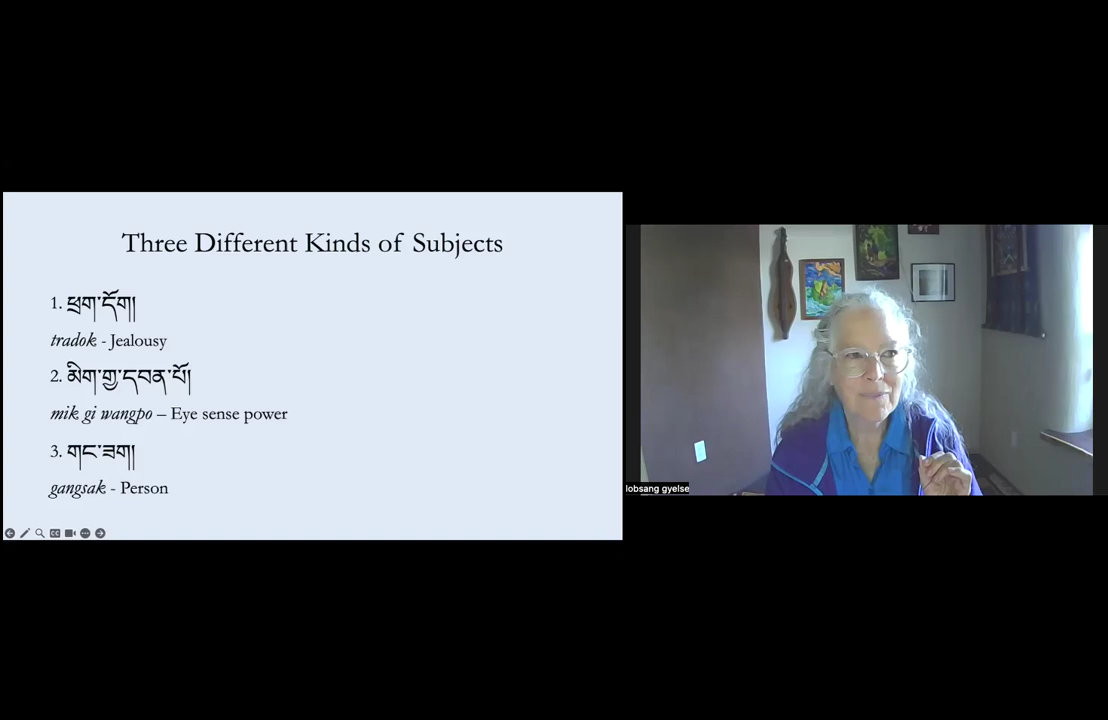 Three Different Kinds of Subjects
1. ཕྲག་དོག།
tradok - Jealousy
2. མིག་གྱི་དབན་པོ།
mik gi wangpo – Eye sense power
3. གང་ཟག།
gangsak - Person
lobsang gyelse